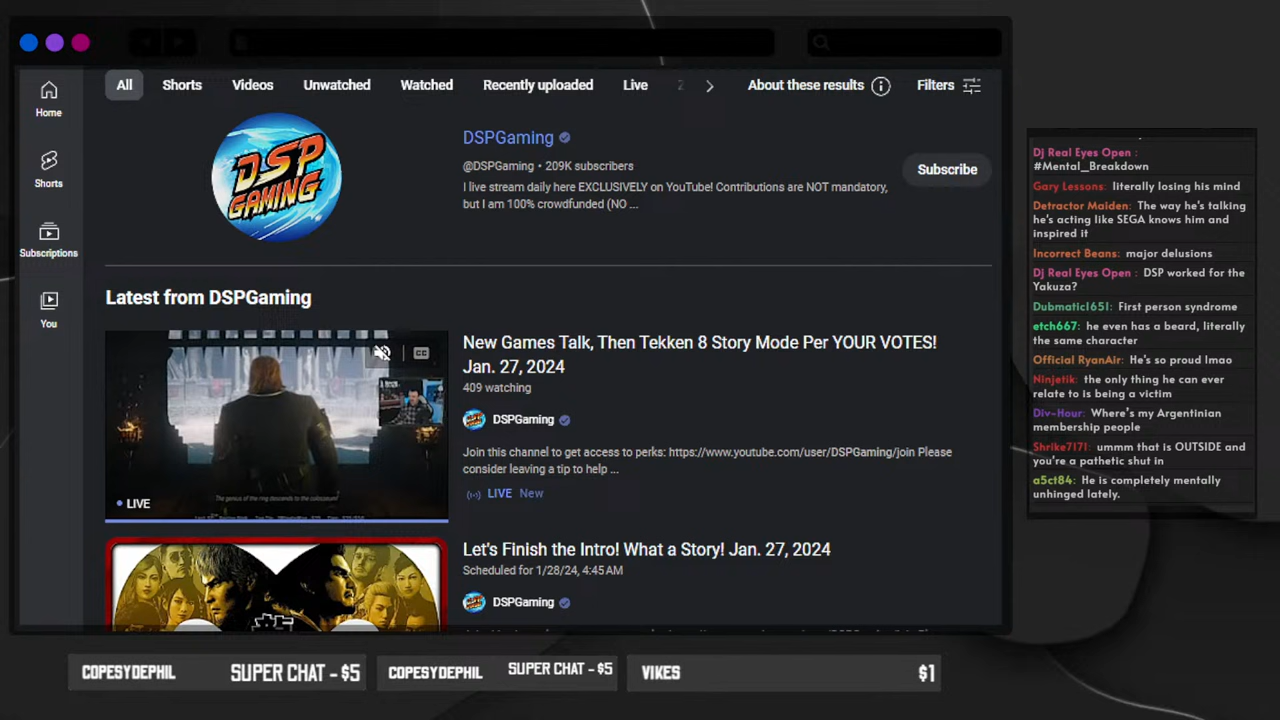 All
Shorts
Videos
Unwatched
Watched
Recently uploaded
Live
About these results
Filters
Home
Shorts
Subscriptions
You
DSP
GAMING
DSPGaming
@DSPGaming • 209K subscribers
I live stream daily here EXCLUSIVELY on YouTube! Contributions are NOT mandatory,
but I am 100% crowdfunded (NO ...
Subscribe
Latest from DSPGaming
CC
The genius of the ring descends to the colosseum
LIVE
New Games Talk, Then Tekken 8 Story Mode Per YOUR VOTES!
Jan. 27, 2024
409 watching
DSPGaming
Join this channel to get access to perks: https://www.youtube.com/user/DSPGaming/join Please
consider leaving a tip to help ...
LIVE New
Let's Finish the Intro! What a Story! Jan. 27, 2024
Scheduled for 1/28/24, 4:45 AM
DSPGaming
Dj Real Eyes Open :
#Mental_Breakdown
Gary Lessons: literally losing his mind
Detractor Maiden: The way he's talking
he's acting like SEGA knows him and
inspired it
Incorrect Beans: major delusions
Dj Real Eyes Open : DSP worked for the
Yakuza?
Dubmatic1651: First person syndrome
etch667: he even has a beard, literally
the same character
Official RyanAir: He's so proud lmao
Ninjetik: the only thing he can ever
relate to is being a victim
Div-Hour: Where's my Argentinian
membership people
Shrike7171: ummm that is OUTSIDE and
you're a pathetic shut in
a5ct84: He is completely mentally
unhinged lately.
COPESYDEPHIL SUPER CHAT - $5
COPESYDEPHIL SUPER CHAT - $5
VIKES $1